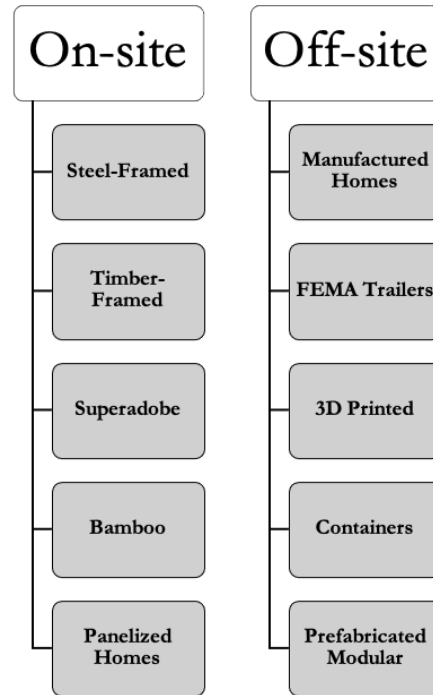 On-site
Steel-Framed
Timber-
Framed
Superadobe
Bamboo
Panelized
Homes
Off-site
Manufactured
Homes
FEMA Trailers
3D Printed
Containers
Prefabricated
Modular